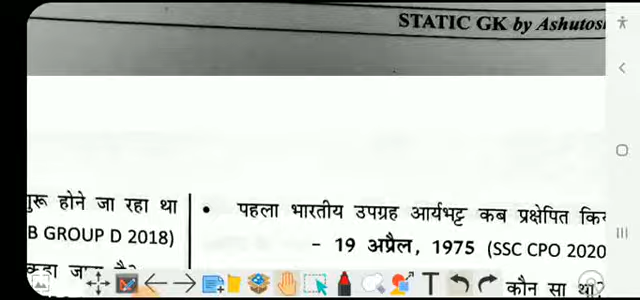 STATIC GK by Ashutos
गुरू होने जा रहा था
B GROUP D 2018)
• पहला भारतीय उपग्रह आर्यभट्ट कब प्रक्षेपित कि
– 19 अप्रैल, 1975 (SSC CPO 2020
कौन सा था?